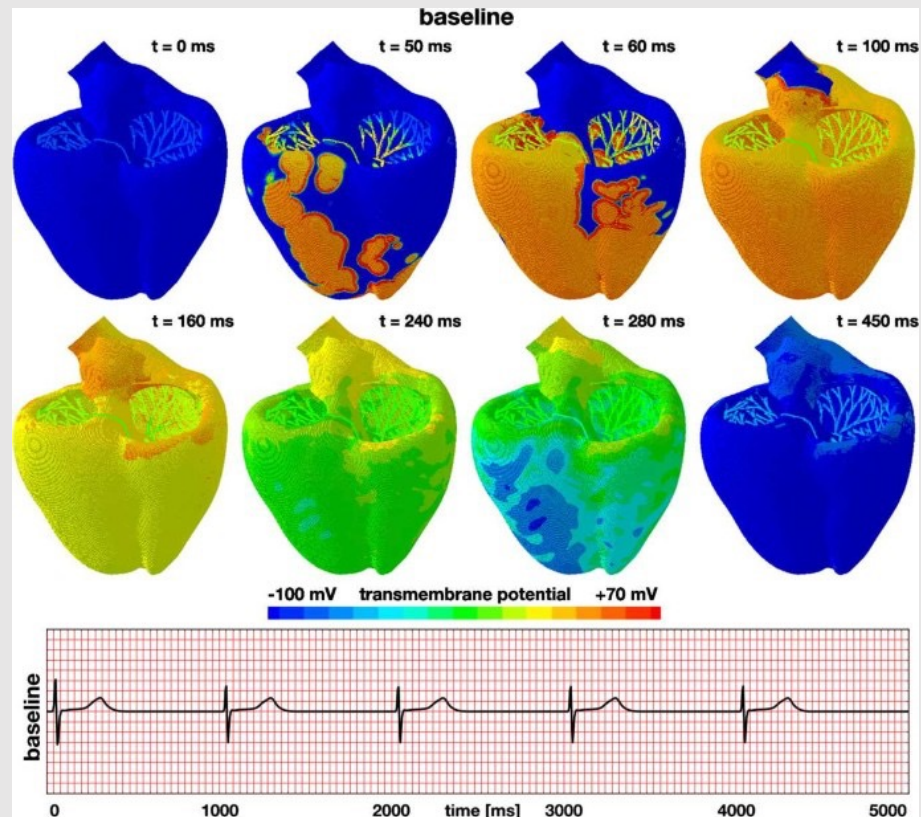 baseline
t = 0 ms
t = 50 ms
t = 60 ms
t = 100 ms
t = 160 ms
t = 240 ms
t = 280 ms
t = 450 ms
-100 mV transmembrane potential +70 mV
baseline
0 1000 2000 time [ms] 3000 4000 5000